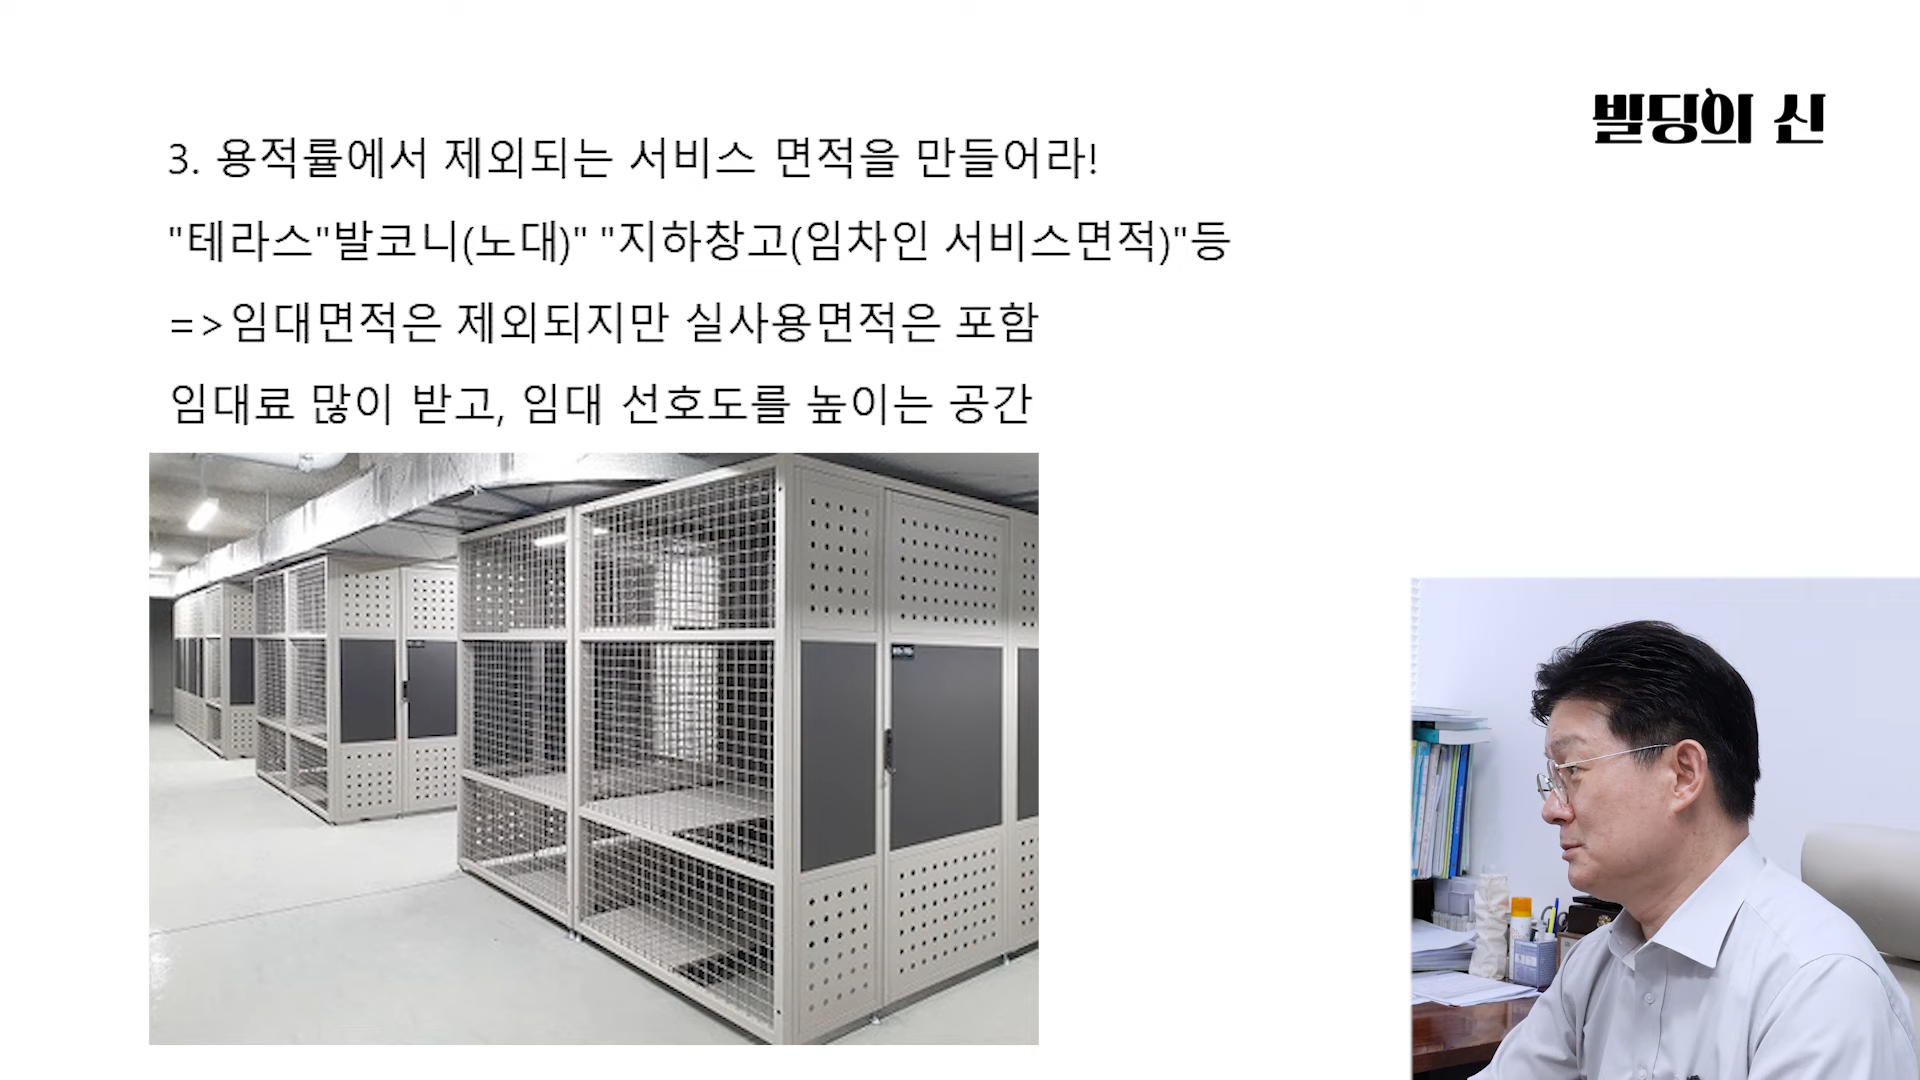 빌딩의 신
3. 용적률에서 제외되는 서비스 면적을 만들어라!
"테라스"발코니(노대)" "지하창고(임차인 서비스면적)"등
=>임대면적은 제외되지만 실사용면적은 포함
임대료 많이 받고, 임대 선호도를 높이는 공간